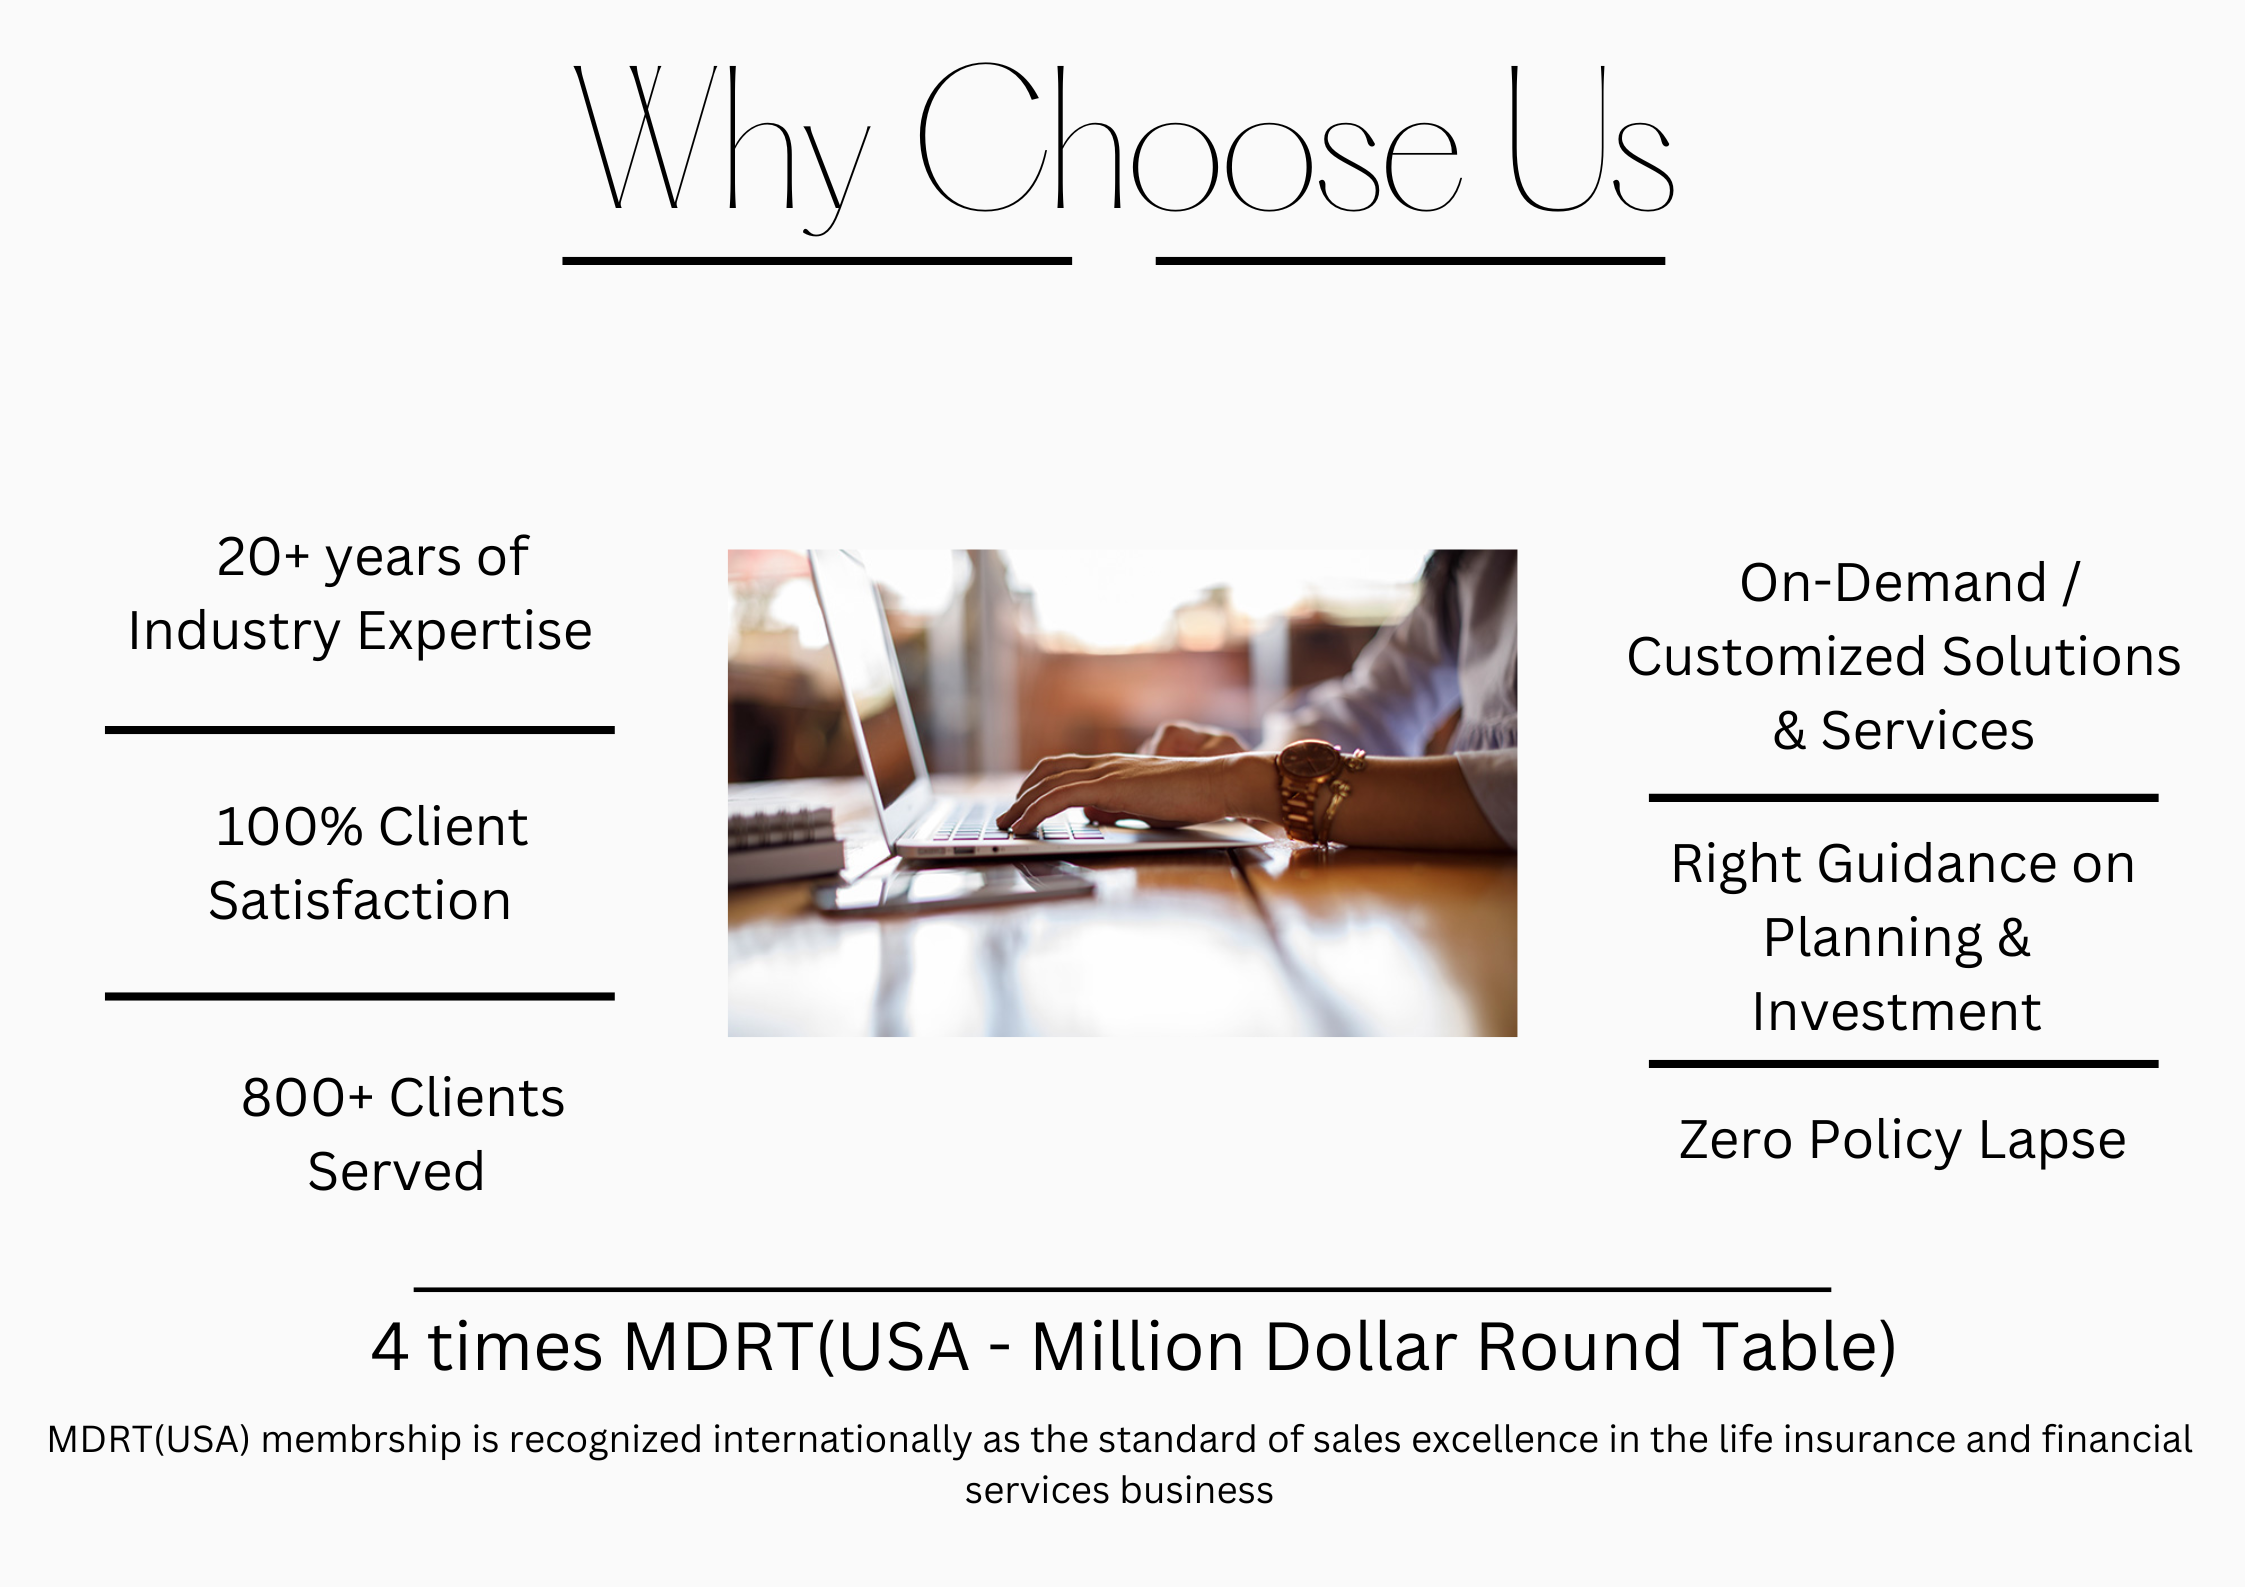 Why Choose Us
20+ years of
Industry Expertise
100% Client
Satisfaction
800+ Clients
Served
On-Demand /
Customized Solutions
& Services
Right Guidance on
Planning &
Investment
Zero Policy Lapse
4 times MDRT(USA - Million Dollar Round Table)
MDRT(USA) membrship is recognized internationally as the standard of sales excellence in the life insurance and financial
services business